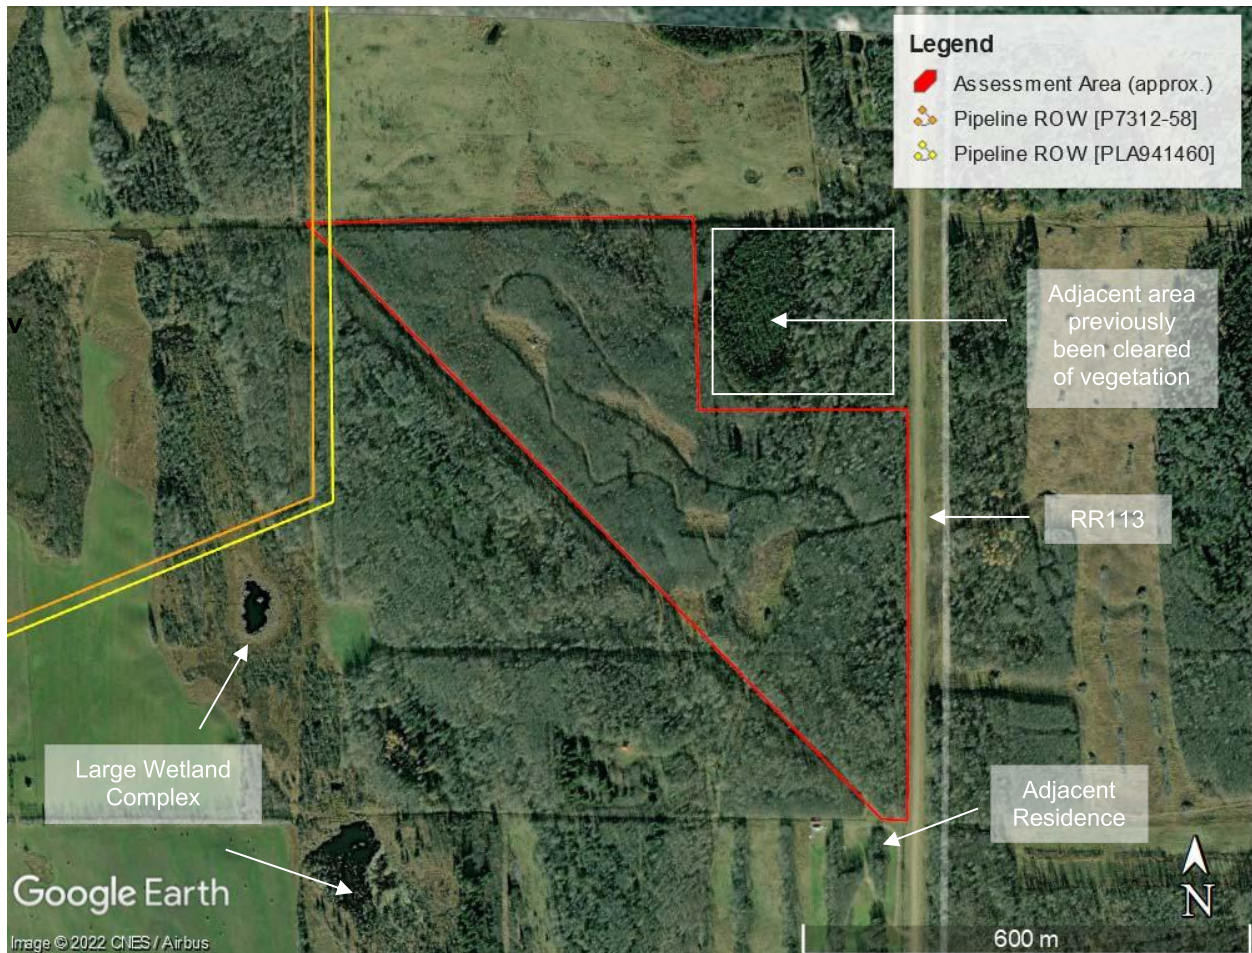 Legend
Assessment Area (approx.)
Pipeline ROW [P7312-58]
Pipeline ROW [PLA941460]
Adjacent area
previously
been cleared
of vegetation
v
RR113
Large Wetland
Complex
Adjacent
Residence
N
Google Earth
Image © 2022 CNES / Airbus
600 m